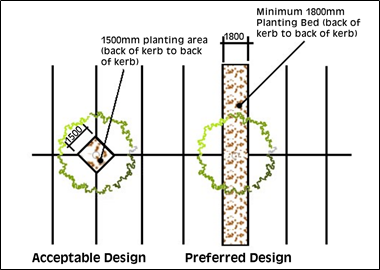 Minimum 1800mm
Planting Bed (back of
kerb to back of kerb)
1500mm planting area
(back of kerb to back
of kerb)
1800
1500
Acceptable Design
Preferred Design